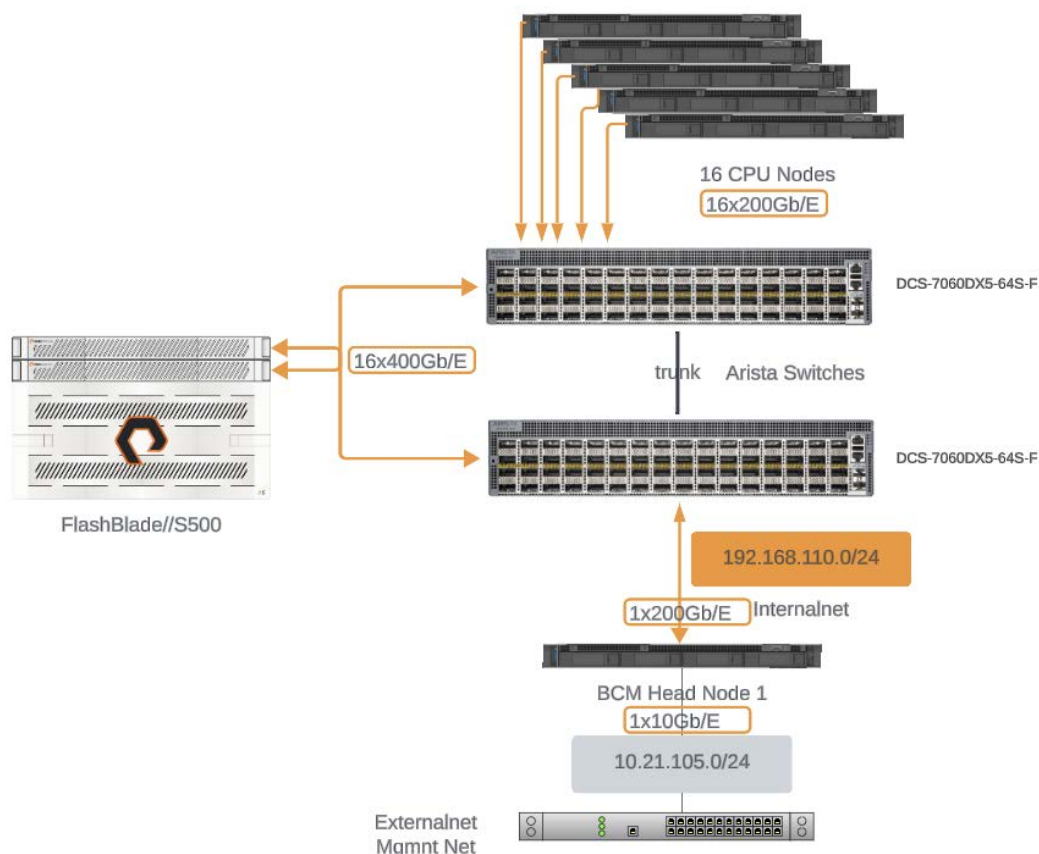 16 CPU Nodes
16x200Gb/E
DCS-7060DX5-64S-F
16x400Gb/E
trunk
Arista Switches
DCS-7060DX5-64S-F
FlashBlade//S500
192.168.110.0/24
1x200Gb/E
Internalnet
BCM Head Node 1
1x10Gb/E
10.21.105.0/24
Externalnet
Mgmnt Net